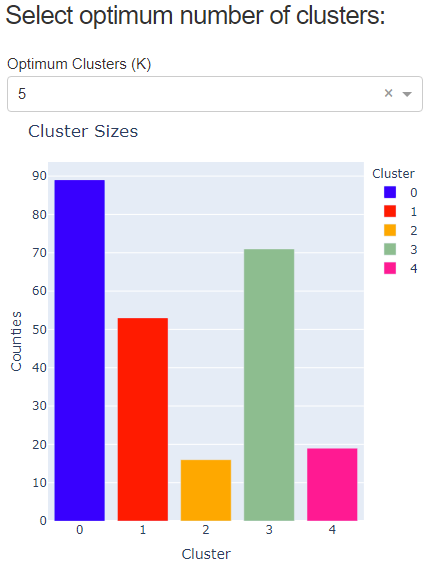 Select optimum number of clusters:
Optimum Clusters (K)
5
×
Cluster Sizes
Cluster
0
1
2
3
4
90
80
70
60
50
40
30
20
10
0
Counties
0 1 2 3 4
Cluster